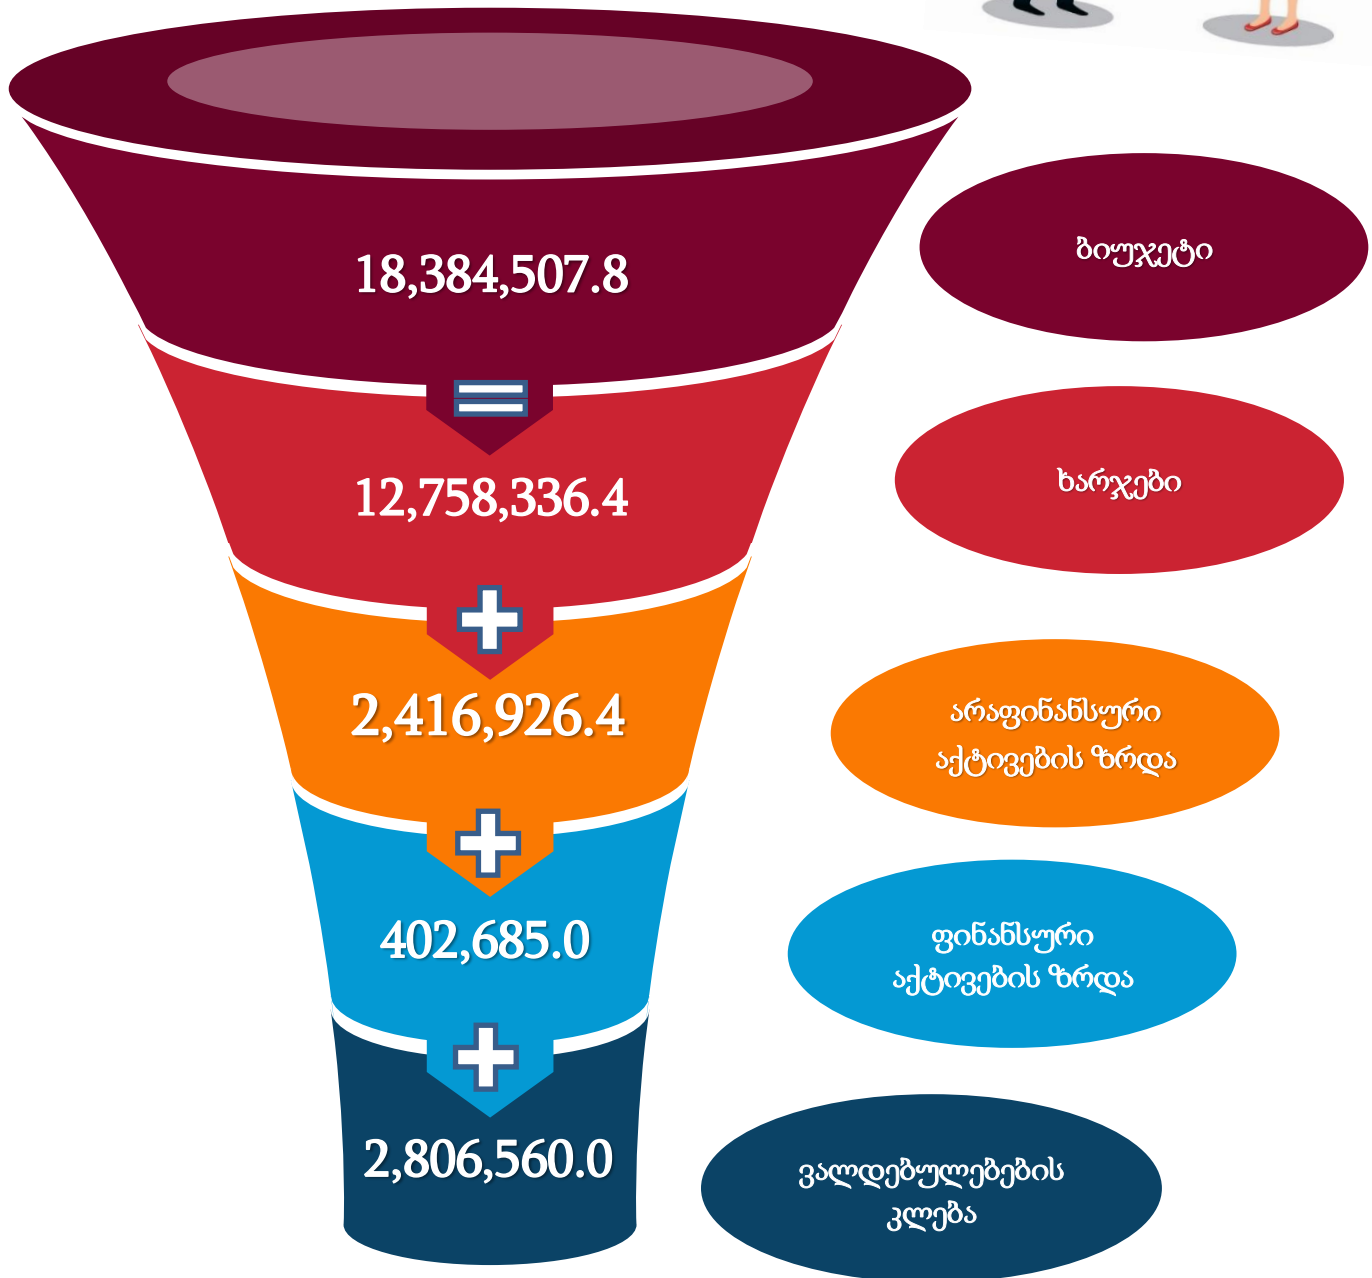 18,384,507.8
ბიუჯეტი
12,758,336.4
ხარჯები
2,416,926.4
არაფინანსური
აქტივების ზრდა
402,685.0
ფინანსური
აქტივების ზრდა
2,806,560.0
ვალდებულებების
კლება